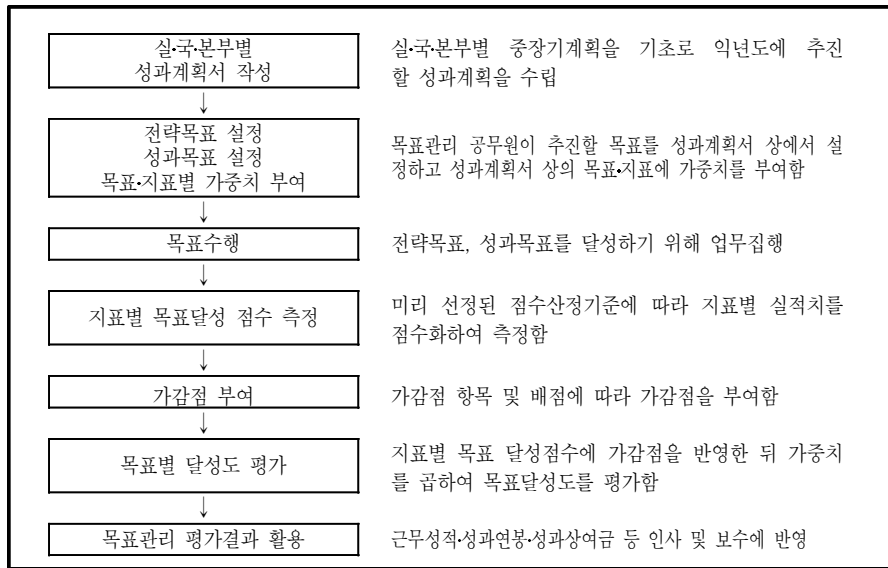 실·국·본부별
성과계획서 작성
실·국·본부별 중장기계획을 기초로 익년도에 추진
할 성과계획을 수립
↓
전략목표 설정
성과목표 설정
목표·지표별 가중치 부여
목표관리 공무원이 추진할 목표를 성과계획서 상에서 설
정하고 성과계획서 상의 목표·지표에 가중치를 부여함
↓
목표수행
전략목표, 성과목표를 달성하기 위해 업무집행
↓
지표별 목표달성 점수 측정
미리 선정된 점수산정기준에 따라 지표별 실적치를
점수화하여 측정함
↓
가감점 부여
가감점 항목 및 배점에 따라 가감점을 부여함
↓
목표별 달성도 평가
지표별 목표 달성점수에 가감점을 반영한 뒤 가중치
를 곱하여 목표달성도를 평가함
↓
목표관리 평가결과 활용
근무성적·성과연봉·성과상여금 등 인사 및 보수에 반영